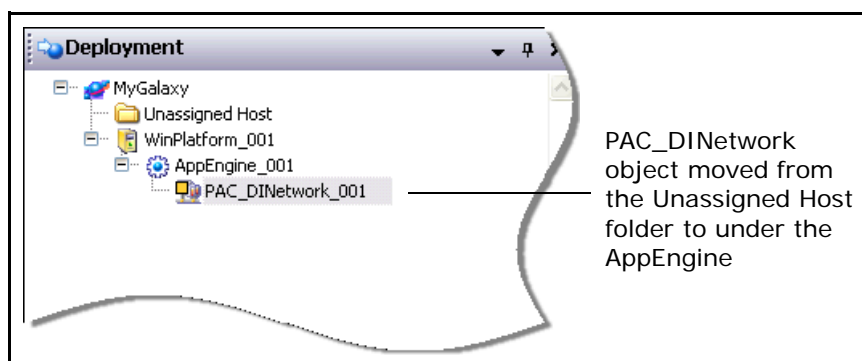 Deployment
MyGalaxy
Unassigned Host
WinPlatform_001
AppEngine_001
PAC_DINetwork_001
PAC_DINetwork
object moved from
the Unassigned Host
folder to under the
AppEngine